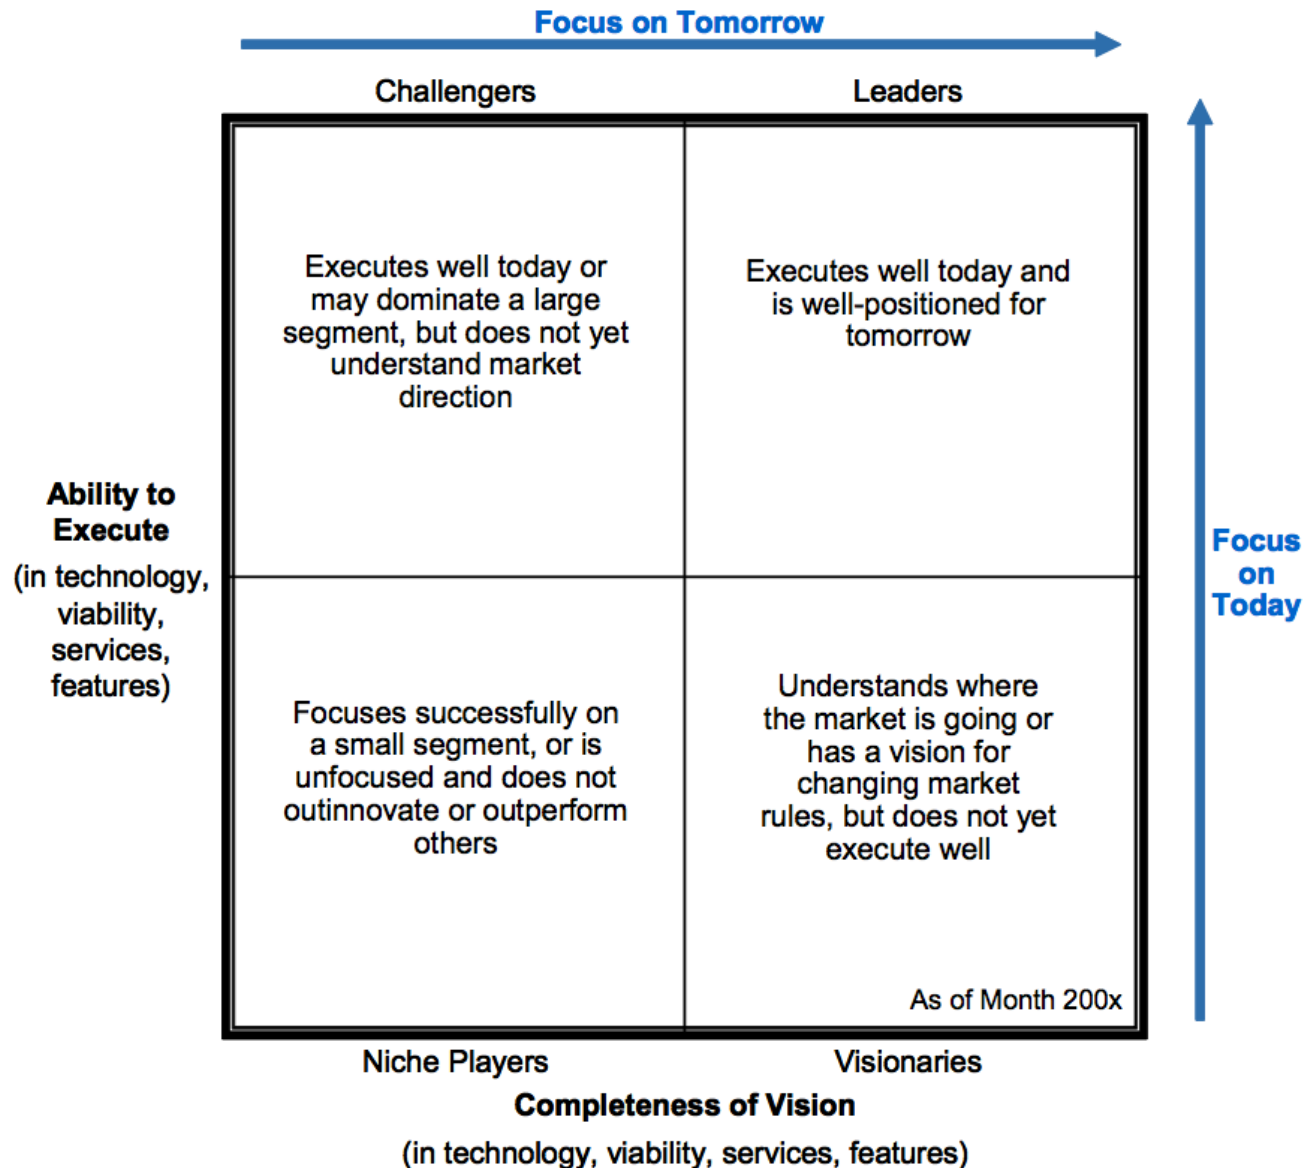 Focus on Tomorrow
Challengers
Leaders
Executes well today or
may dominate a large
segment, but does not yet
understand market
direction
Executes well today and
is well-positioned for
tomorrow
Ability to
Execute
(in technology,
viability,
services,
features)
Focus
on
Today
Focuses successfully on
a small segment, or is
unfocused and does not
outinnovate or outperform
others
Understands where
the market is going or
has a vision for
changing market
rules, but does not yet
execute well
As of Month 200x
Niche Players
Visionaries
Completeness of Vision
(in technology, viability, services, features)